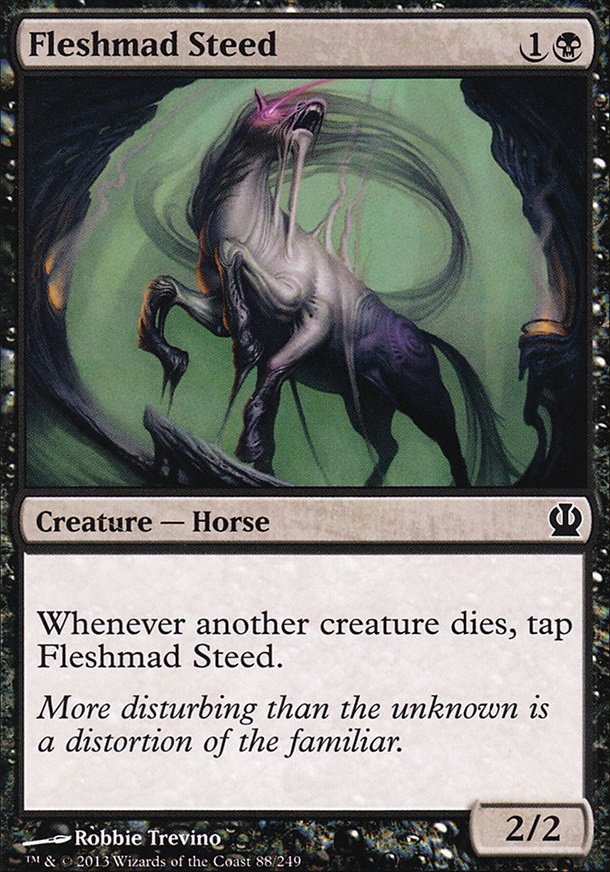 Fleshmad Steed 1
Creature — Horse
Whenever another creature dies, tap
Fleshmad Steed.
More disturbing than the unknown is
a distortion of the familiar.
2/2
Robbie Trevino
™ & © 2013 Wizards of the Coast 88/249